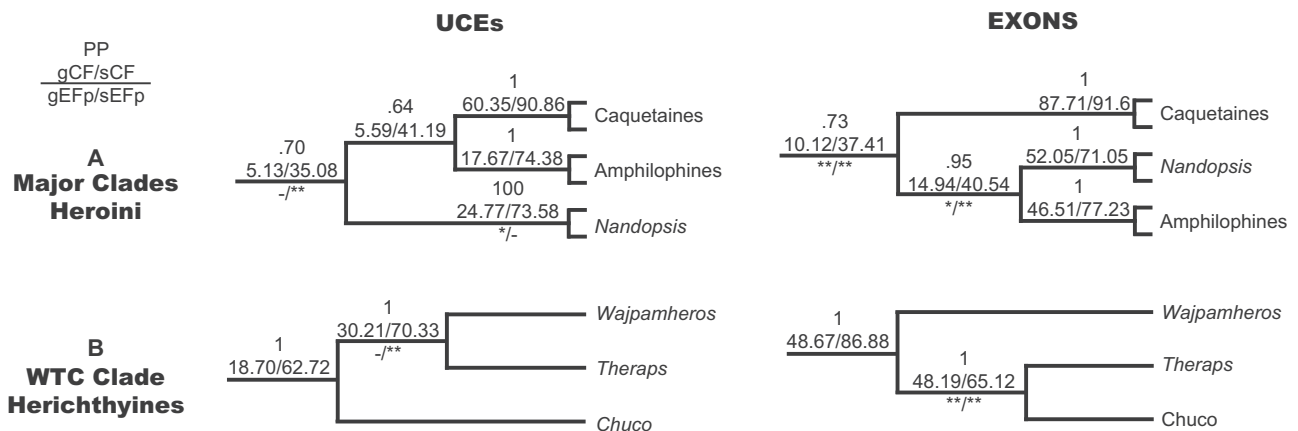 UCEs
EXONS
PP
gCF/sCF
gEFp/sEFp
A
Major Clades
Heroini
.70
5.13/35.08
-/**
.64
5.59/41.19
1
60.35/90.86
Caquetaines
1
17.67/74.38
Amphilophines
100
24.77/73.58
*/-
Nandopsis
.73
10.12/37.41
**/**
1
87.71/91.6
Caquetaines
.95
14.94/40.54
*/**
1
52.05/71.05
Nandopsis
1
46.51/77.23
Amphilophines
B
WTC Clade
Herichthyines
1
18.70/62.72
1
30.21/70.33
-/**
Wajpamheros
Theraps
Chuco
1
48.67/86.88
Wajpamheros
1
48.19/65.12
**/**
Theraps
Chuco